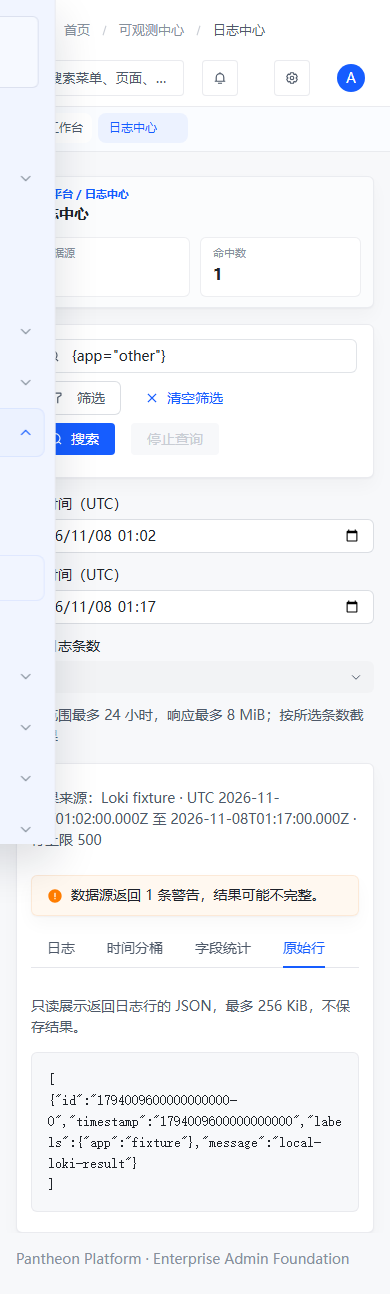 首页 / 可观测中心 / 日志中心
搜索菜单、页面、...
A
工作台 日志中心
平台 / 日志中心
志中心
据源 命中数
1
{app="other"}
筛选 清空筛选
搜索 停止查询
时间（UTC）
6/11/08 01:02
时间（UTC）
6/11/08 01:17
日志条数
范围最多 24 小时，响应最多 8 MiB；按所选条数截
果来源：Loki fixture · UTC 2026-11-
01:02:00.000Z 至 2026-11-08T01:17:00.000Z ·
上限 500
数据源返回 1 条警告，结果可能不完整。
日志 时间分桶 字段统计 原始行
只读展示返回日志行的 JSON，最多 256 KiB，不保
存结果。
[
{"id":"1794009600000000000-
0","timestamp":"1794009600000000000","labe
ls":{"app":"fixture"},"message":"local-
loki-result"}
]
Pantheon Platform · Enterprise Admin Foundation